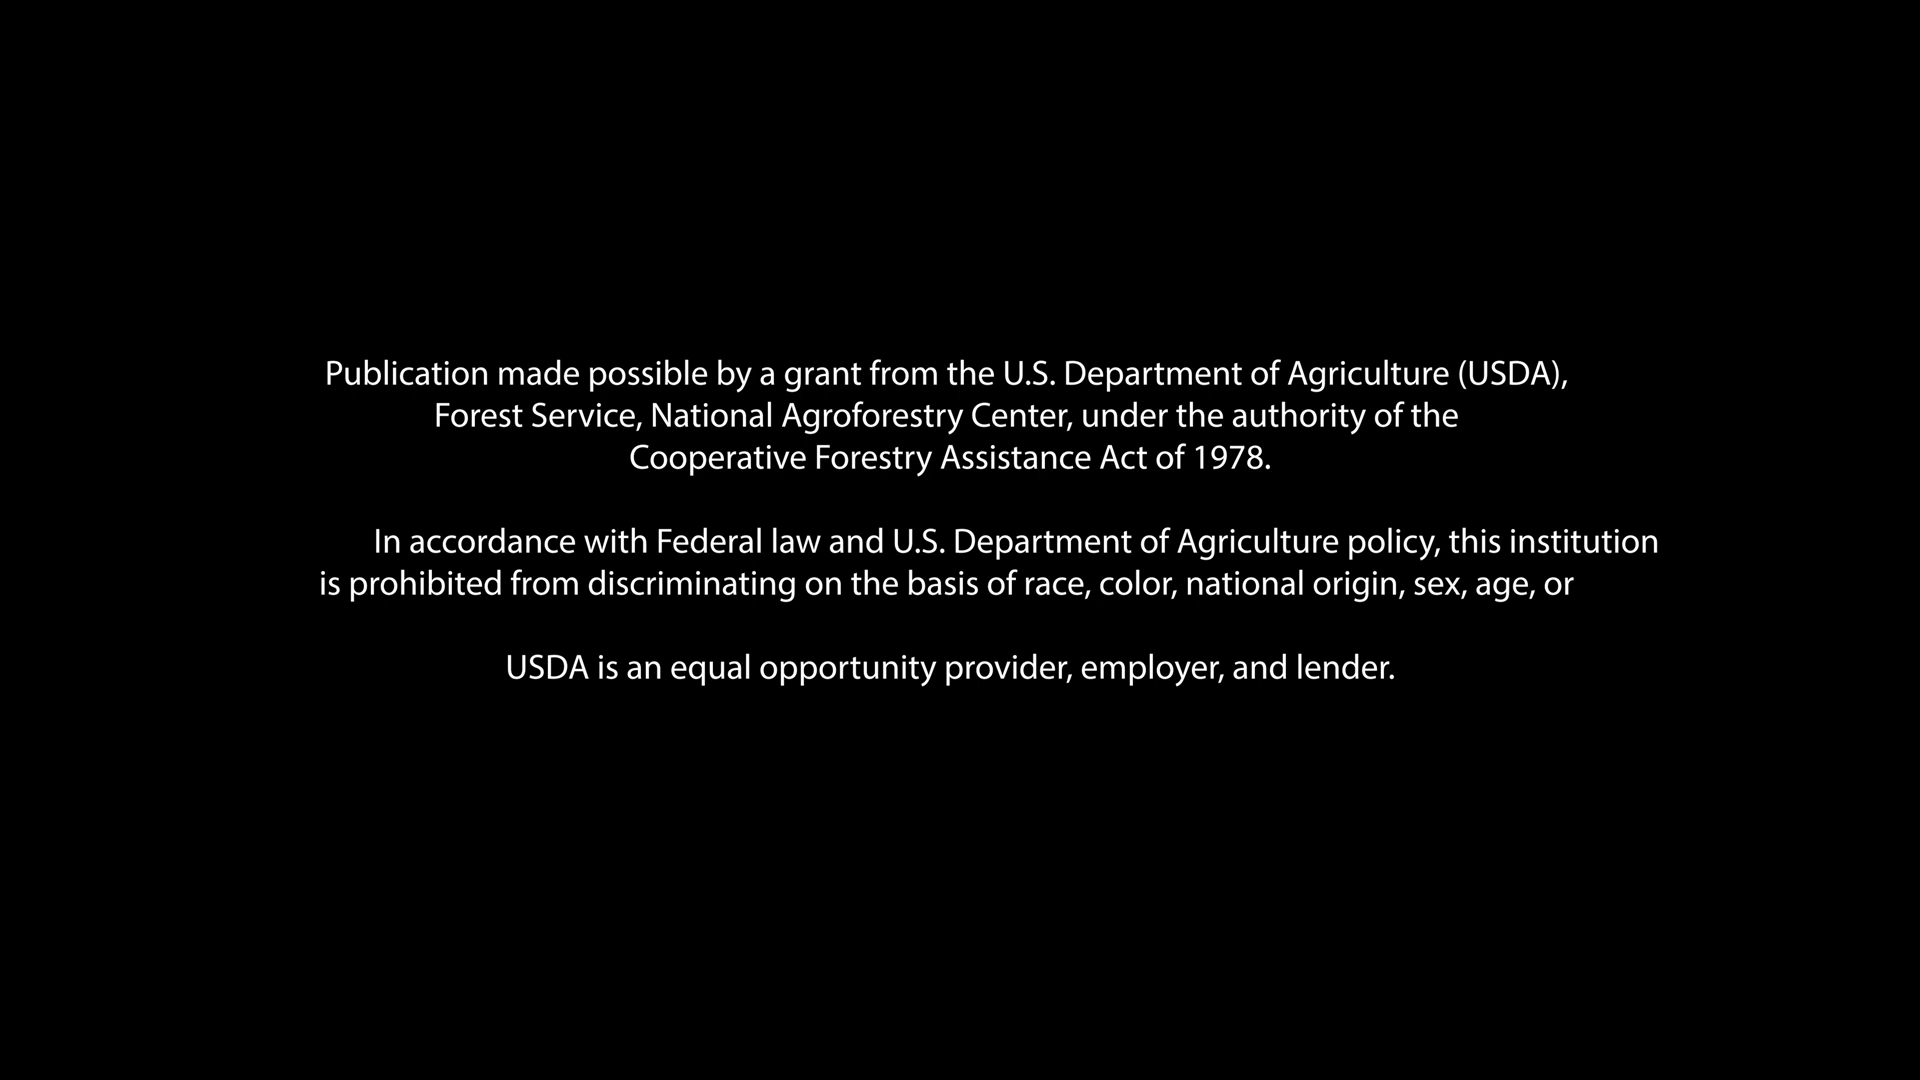 Publication made possible by a grant from the U.S. Department of Agriculture (USDA),
Forest Service, National Agroforestry Center, under the authority of the
Cooperative Forestry Assistance Act of 1978.
In accordance with Federal law and U.S. Department of Agriculture policy, this institution
is prohibited from discriminating on the basis of race, color, national origin, sex, age, or
USDA is an equal opportunity provider, employer, and lender.